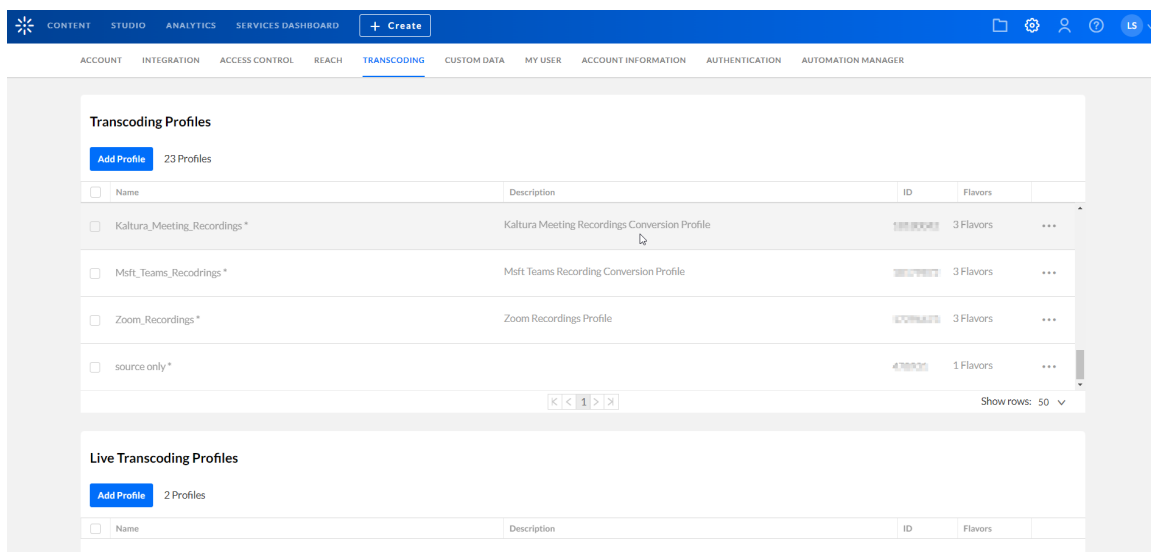 CONTENT STUDIO ANALYTICS SERVICES DASHBOARD + Create LS
ACCOUNT INTEGRATION ACCESS CONTROL REACH TRANSCODING CUSTOM DATA MY USER ACCOUNT INFORMATION AUTHENTICATION AUTOMATION MANAGER
Transcoding Profiles
Add Profile 23 Profiles
Name Description ID Flavors
Kaltura_Meeting_Recordings * Kaltura Meeting Recordings Conversion Profile 3 Flavors
Msft_Teams_Recodrings * Msft Teams Recording Conversion Profile 3 Flavors
Zoom_Recordings * Zoom Recordings Profile 3 Flavors
source only * 1 Flavors
1 Show rows: 50
Live Transcoding Profiles
Add Profile 2 Profiles
Name Description ID Flavors